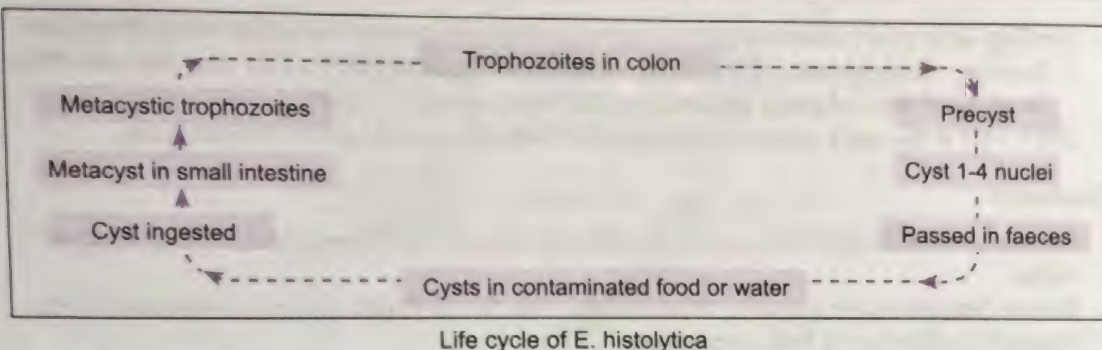 Trophozoites in colon
Metacystic trophozoites
Precyst
Metacyst in small intestine
Cyst 1-4 nuclei
Cyst ingested
Passed in faeces
Cysts in contaminated food or water
Life cycle of E. histolytica